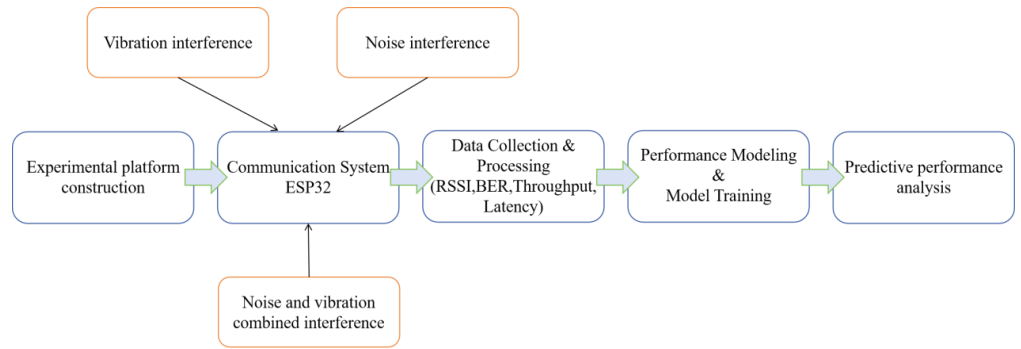 Vibration interference
Noise interference
Experimental platform
construction
Communication System
ESP32
Data Collection &
Processing
(RSSI,BER,Throughput,
Latency)
Performance Modeling
&
Model Training
Predictive performance
analysis
Noise and vibration
combined interference